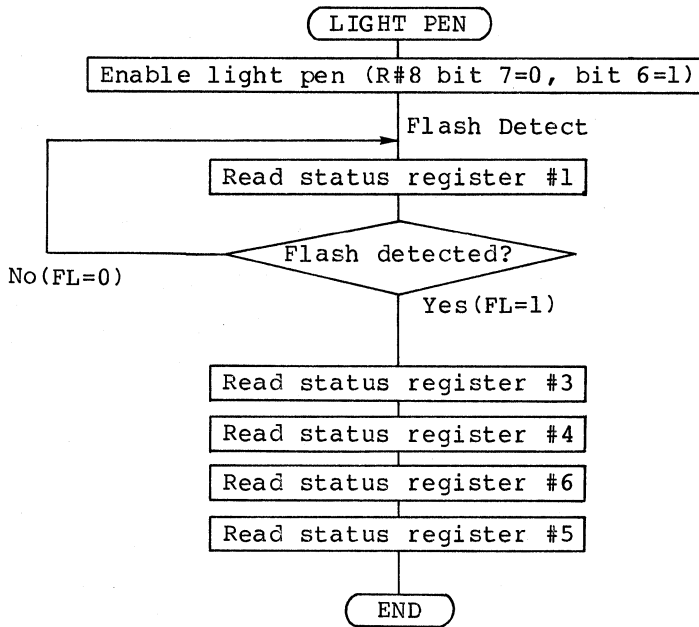 LIGHT PEN
Enable light pen (R#8 bit 7=0, bit 6=1)
Flash Detect
Read status register #1
Flash detected?
No(FL=0)
Yes(FL=1)
Read status register #3
Read status register #4
Read status register #6
Read status register #5
END